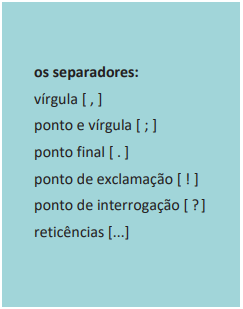 os separadores:
vírgula [ , ]
ponto e vírgula [ ; ]
ponto final [ . ]
ponto de exclamação [ ! ]
ponto de interrogação [ ? ]
reticências [...]